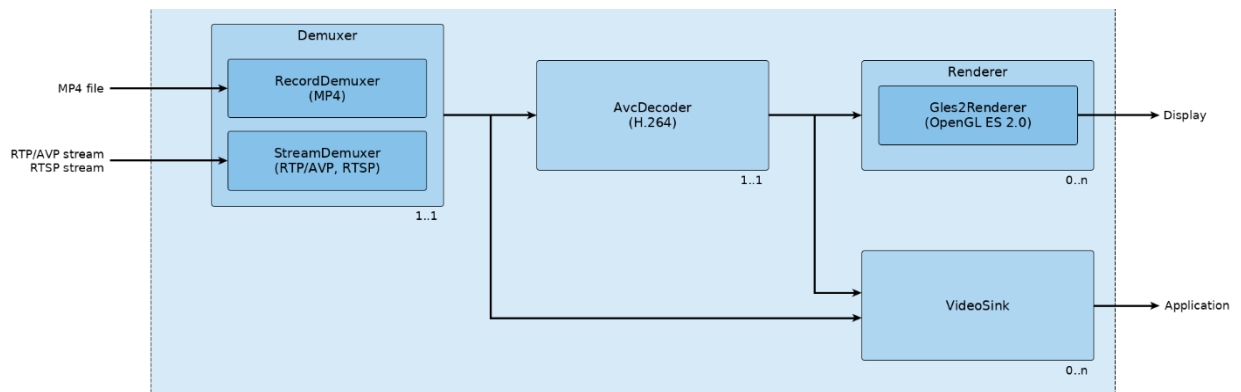 Demuxer
MP4 file
RecordDemuxer
(MP4)
RTP/AVP stream
RTSP stream
StreamDemuxer
(RTP/AVP, RTSP)
1..1
AvcDecoder
(H.264)
1..1
Renderer
Gles2Renderer
(OpenGL ES 2.0)
Display
0..n
VideoSink
Application
0..n